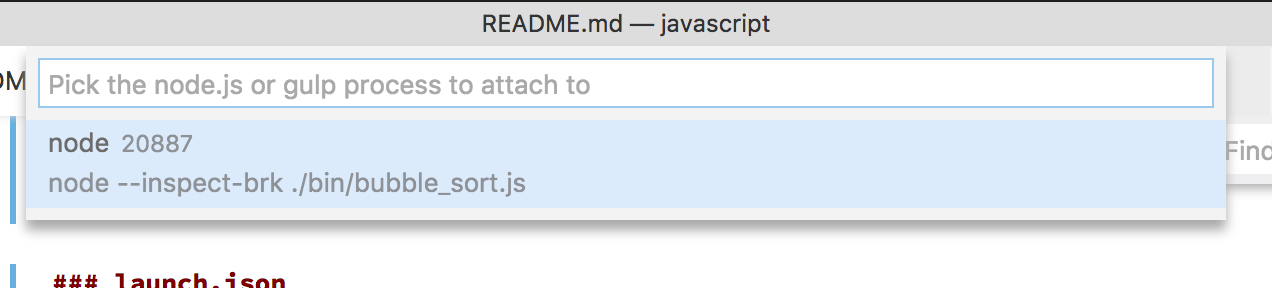 README.md — javascript
Pick the node.js or gulp process to attach to
node 20887
node --inspect-brk ./bin/bubble_sort.js
Find
### launch.json